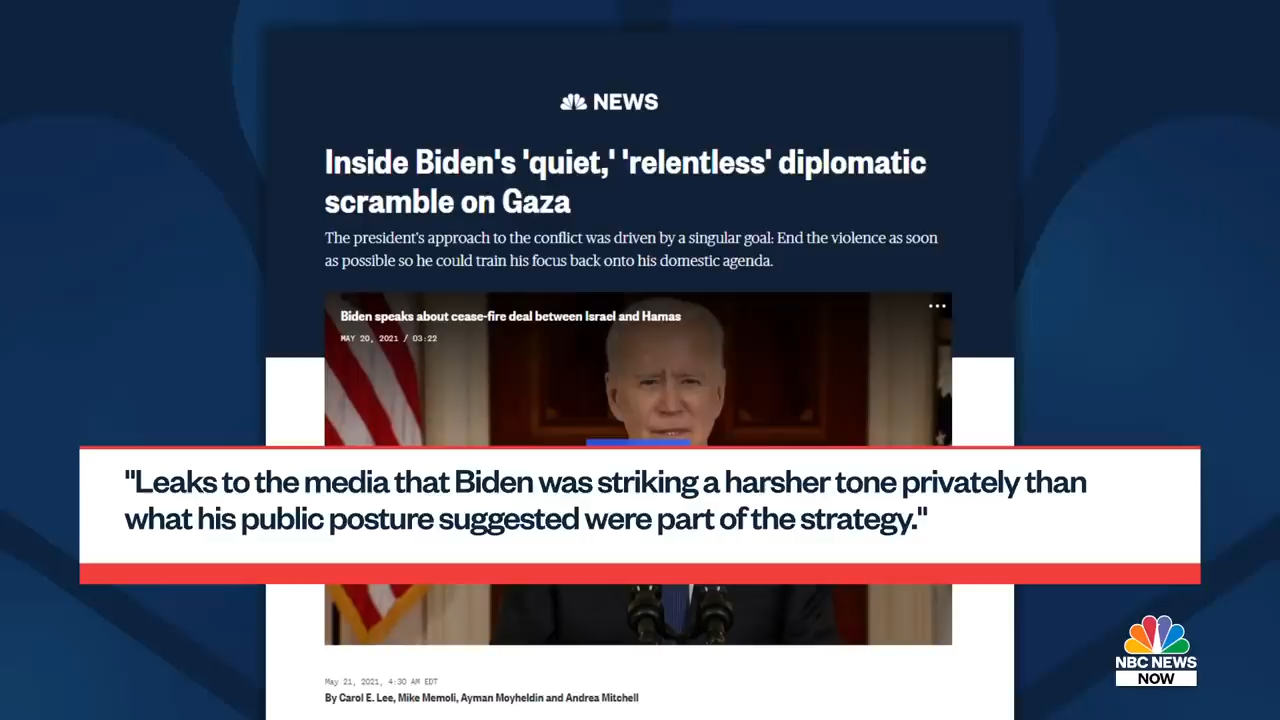 NEWS
Inside Biden's 'quiet,' 'relentless' diplomatic
scramble on Gaza
The president's approach to the conflict was driven by a singular goal: End the violence as soon
as possible so he could train his focus back onto his domestic agenda.
Biden speaks about cease-fire deal between Israel and Hamas
MAY 20, 2021 / 03:22
"Leaks to the media that Biden was striking a harsher tone privately than
what his public posture suggested were part of the strategy."
May 21, 2021, 4:30 AM EDT
By Carol E. Lee, Mike Memoli, Ayman Moyheldin and Andrea Mitchell
NBC NEWS
NOW